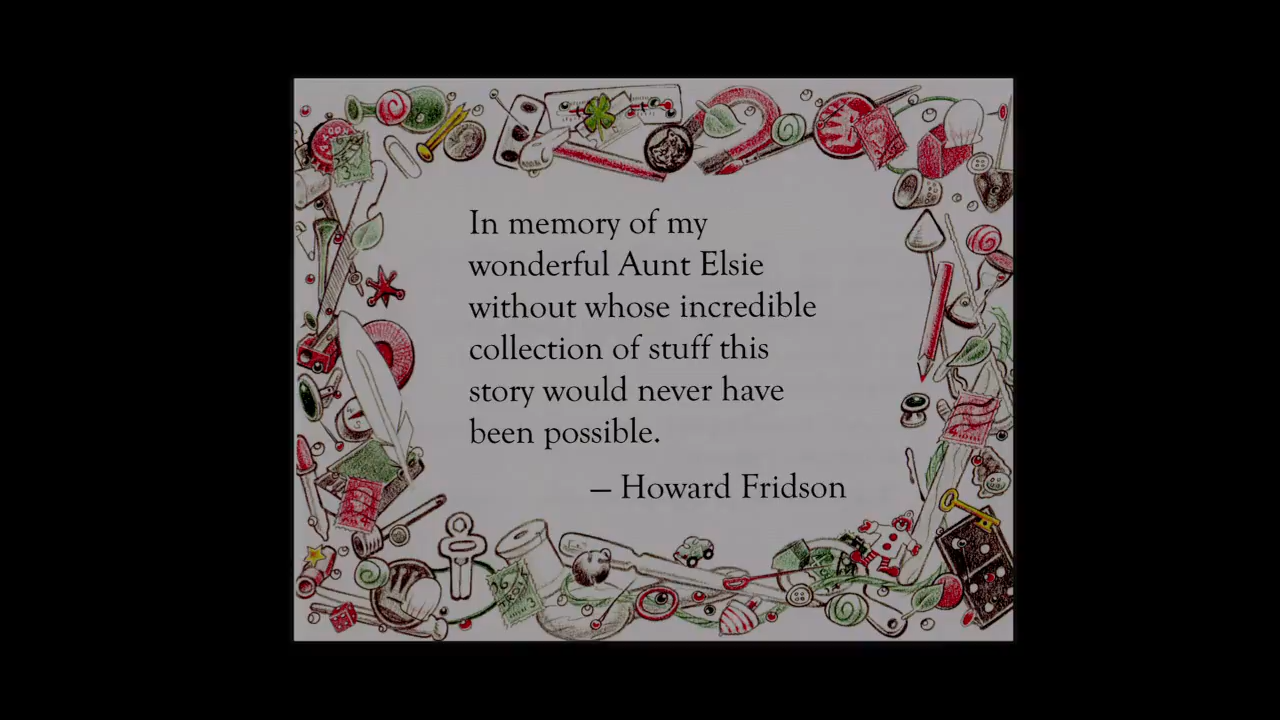 In memory of my
wonderful Aunt Elsie
without whose incredible
collection of stuff this
story would never have
been possible.
– Howard Fridson